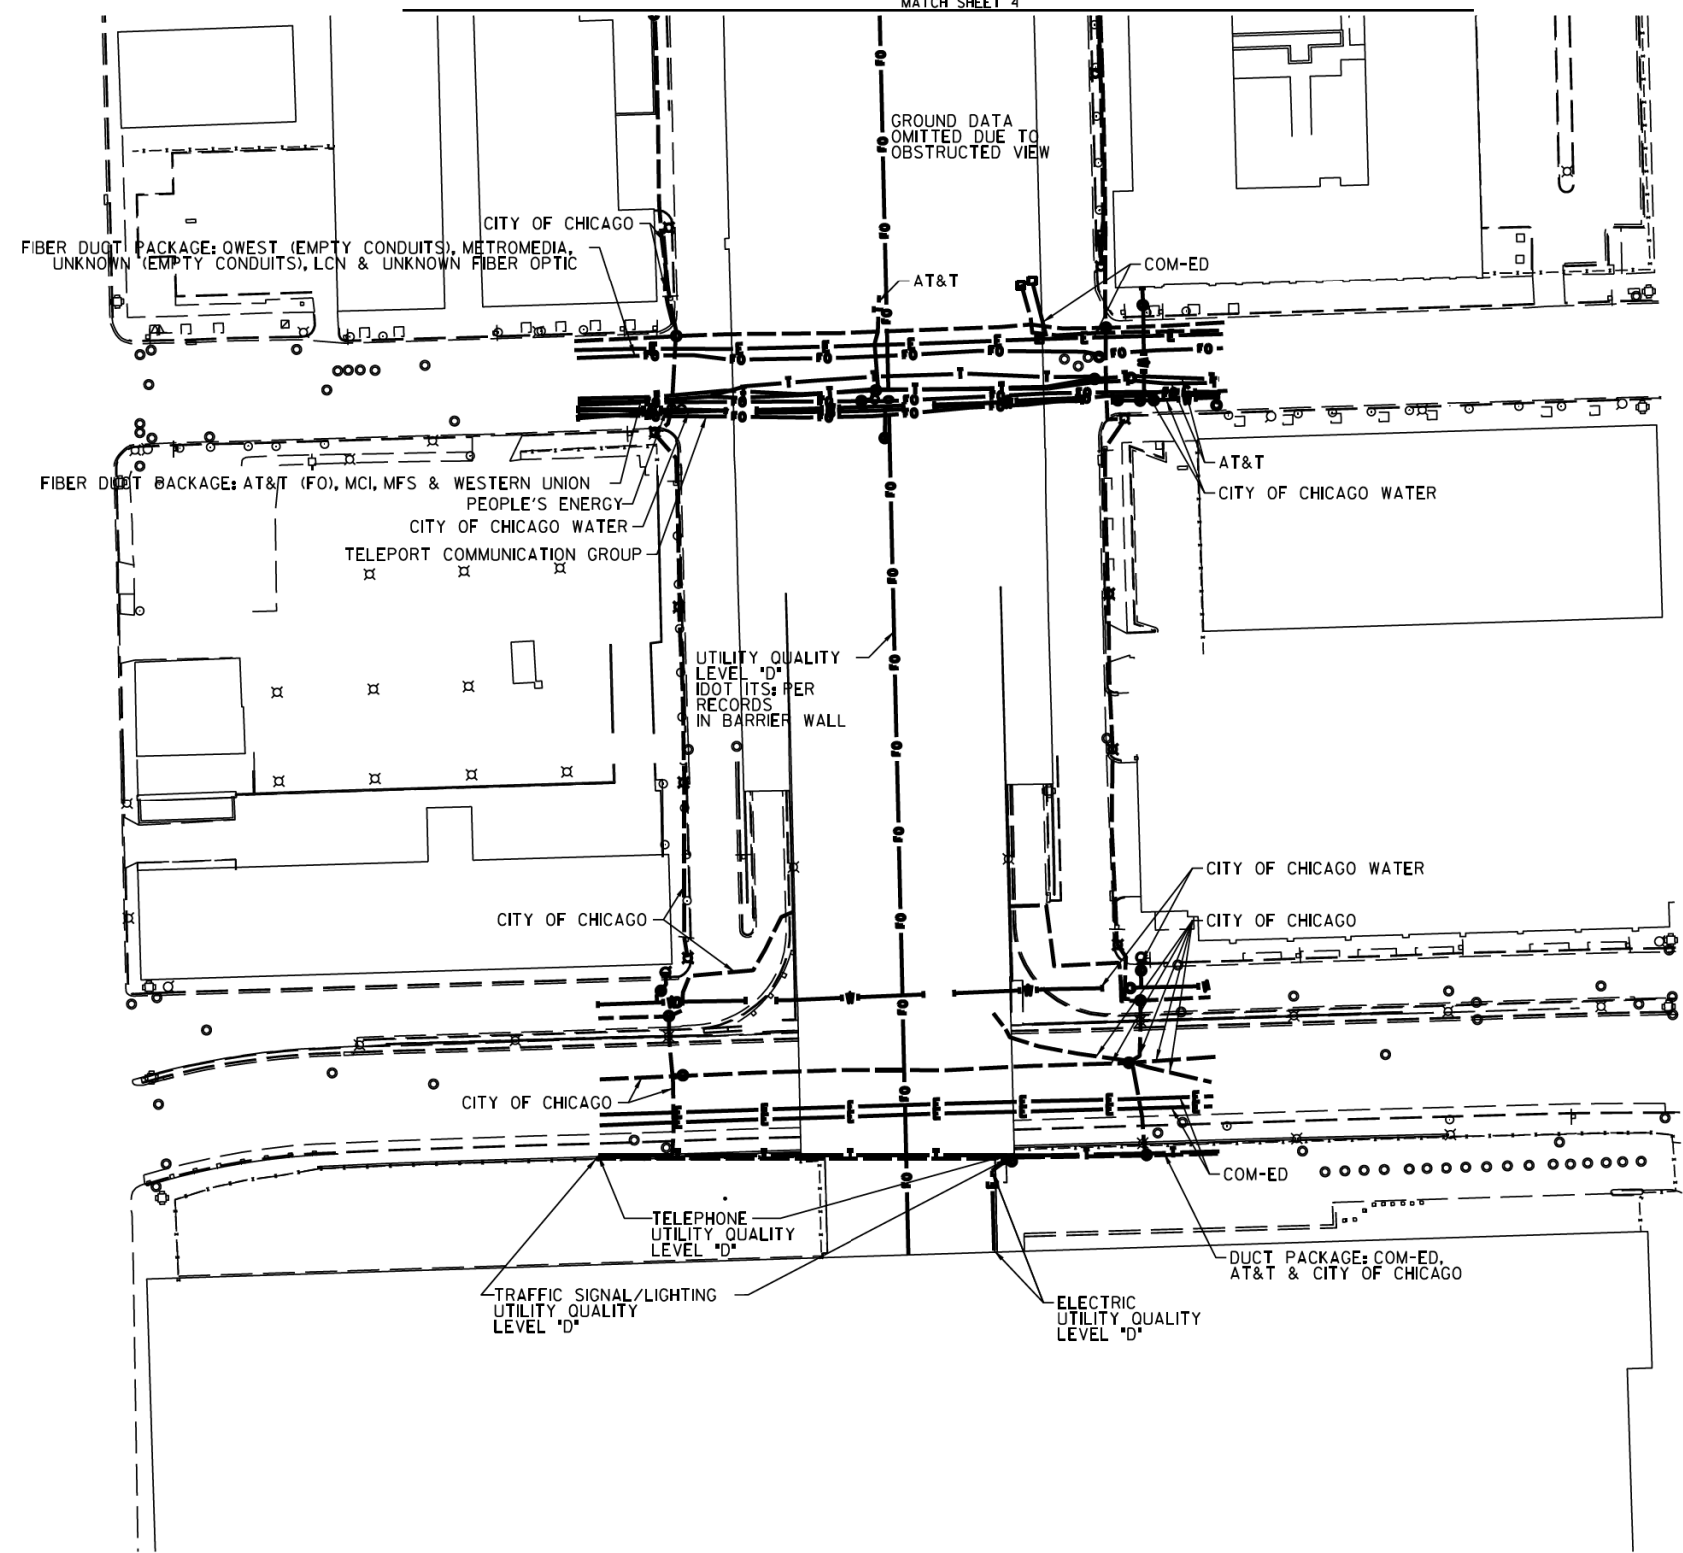 MATCH SHEET 4
GROUND DATA
OMITTED DUE TO
OBSTRUCTED VIEW
CITY OF CHICAGO
FIBER DUCT PACKAGE: QWEST (EMPTY CONDUITS), METROMEDIA,
UNKNOWN (EMPTY CONDUITS), LCN & UNKNOWN FIBER OPTIC
COM-ED
AT&T
AT&T
CITY OF CHICAGO WATER
FIBER DUCT PACKAGE: AT&T (FO), MCI, MFS & WESTERN UNION
PEOPLE'S ENERGY
CITY OF CHICAGO WATER
TELEPORT COMMUNICATION GROUP
UTILITY QUALITY
LEVEL "D"
IDOT ITS: PER
RECORDS
IN BARRIER WALL
CITY OF CHICAGO WATER
CITY OF CHICAGO
CITY OF CHICAGO
CITY OF CHICAGO
COM-ED
TELEPHONE
UTILITY QUALITY
LEVEL "D"
DUCT PACKAGE: COM-ED,
AT&T & CITY OF CHICAGO
TRAFFIC SIGNAL/LIGHTING
UTILITY QUALITY
LEVEL "D"
ELECTRIC
UTILITY QUALITY
LEVEL "D"